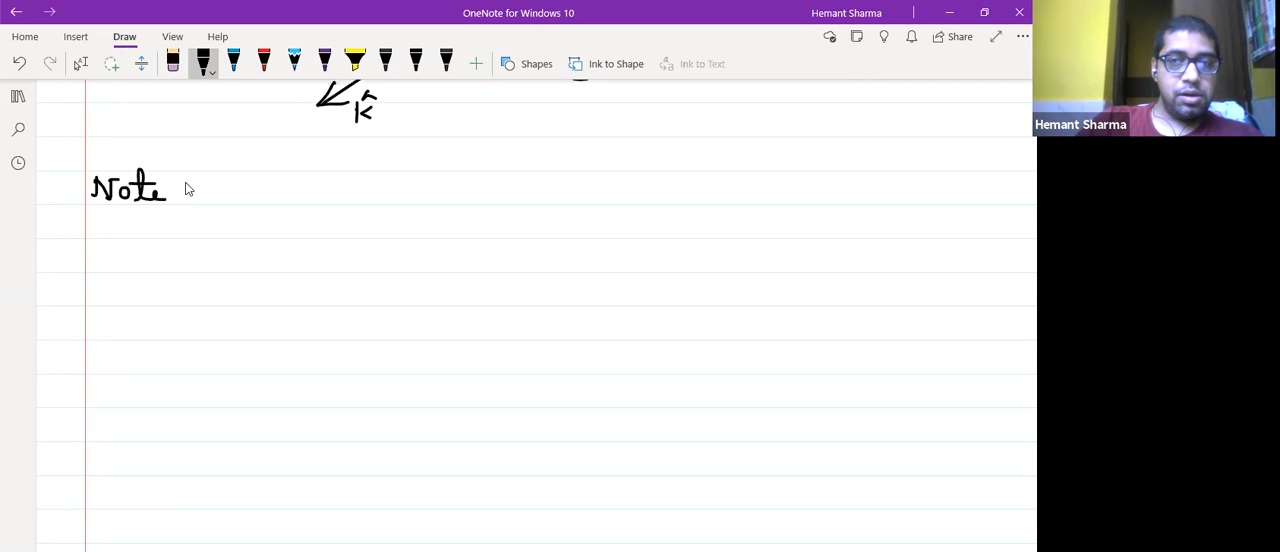 OneNote for Windows 10
Hemant Sharma
Home Insert Draw View Help
Share
Shapes
Ink to Shape
Ink to Text
k̂
Note
Hemant Sharma